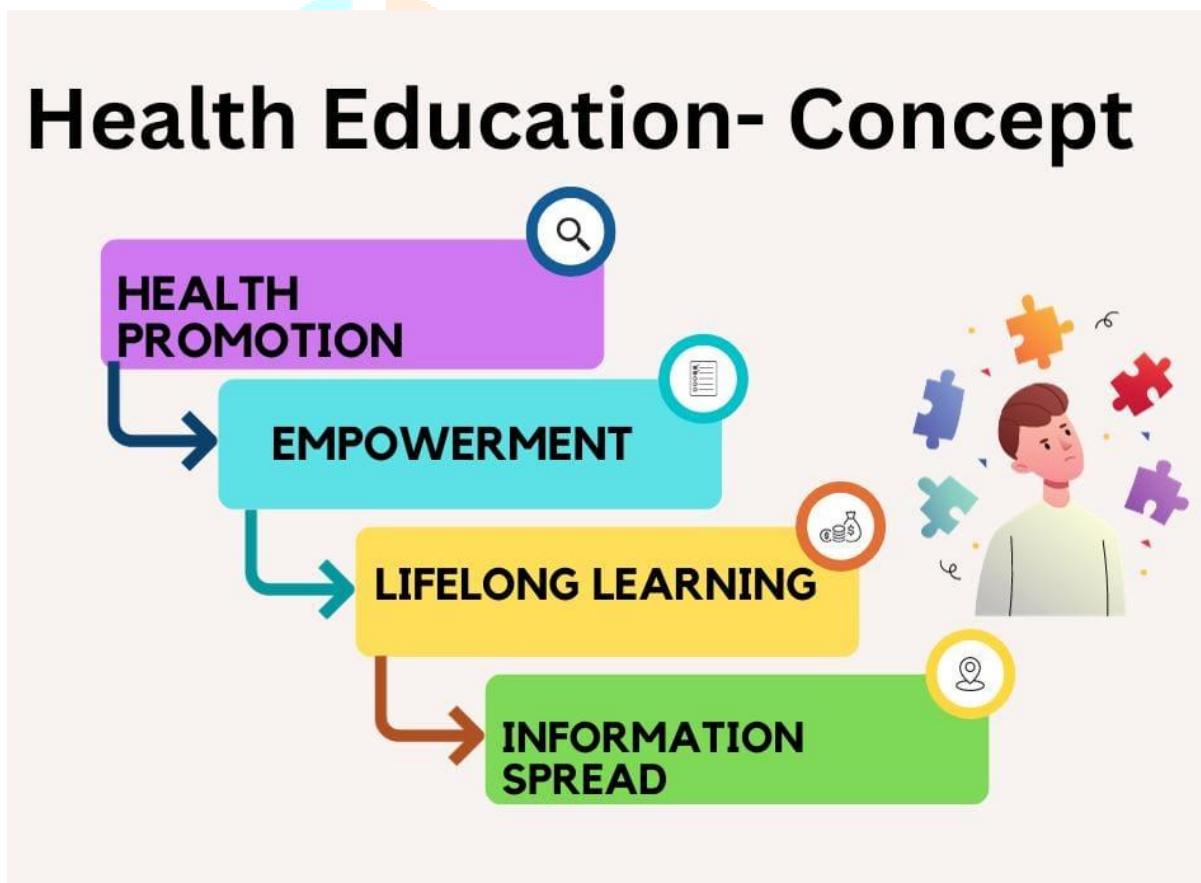 Health Education- Concept
HEALTH
PROMOTION
EMPOWERMENT
LIFELONG LEARNING
INFORMATION
SPREAD